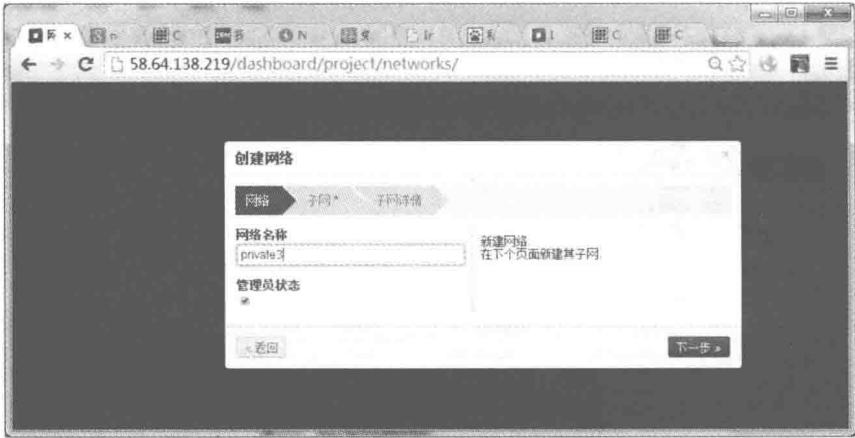 58.64.138.219/dashboard/project/networks/
创建网络
网络
子网*
子网详情
网络名称
private3
新建网络
在下个页面新建其子网.
管理员状态
« 返回
下一步 »